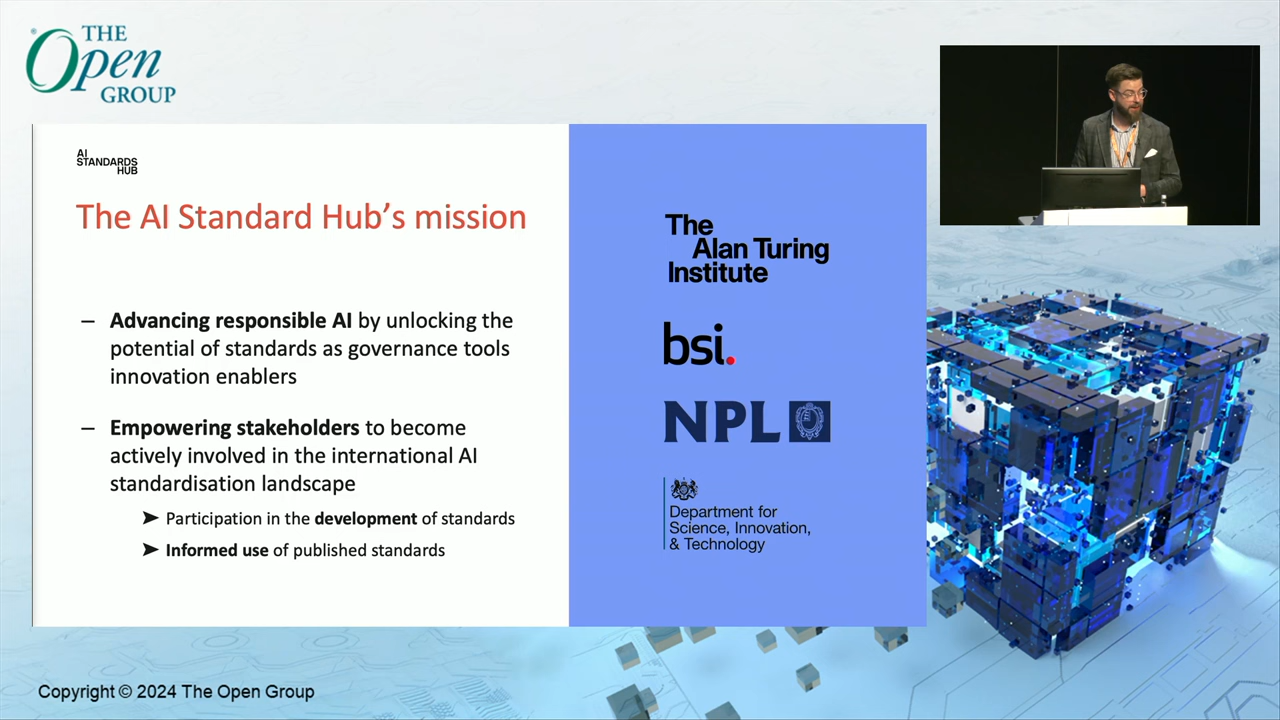 THE
Open
GROUP
AI
STANDARDS
HUB
The AI Standard Hub's mission
– Advancing responsible AI by unlocking the
potential of standards as governance tools
innovation enablers
– Empowering stakeholders to become
actively involved in the international AI
standardisation landscape
➤ Participation in the development of standards
➤ Informed use of published standards
The
Alan Turing
Institute
bsi.
NPL
Department for
Science, Innovation,
& Technology
Copyright © 2024 The Open Group